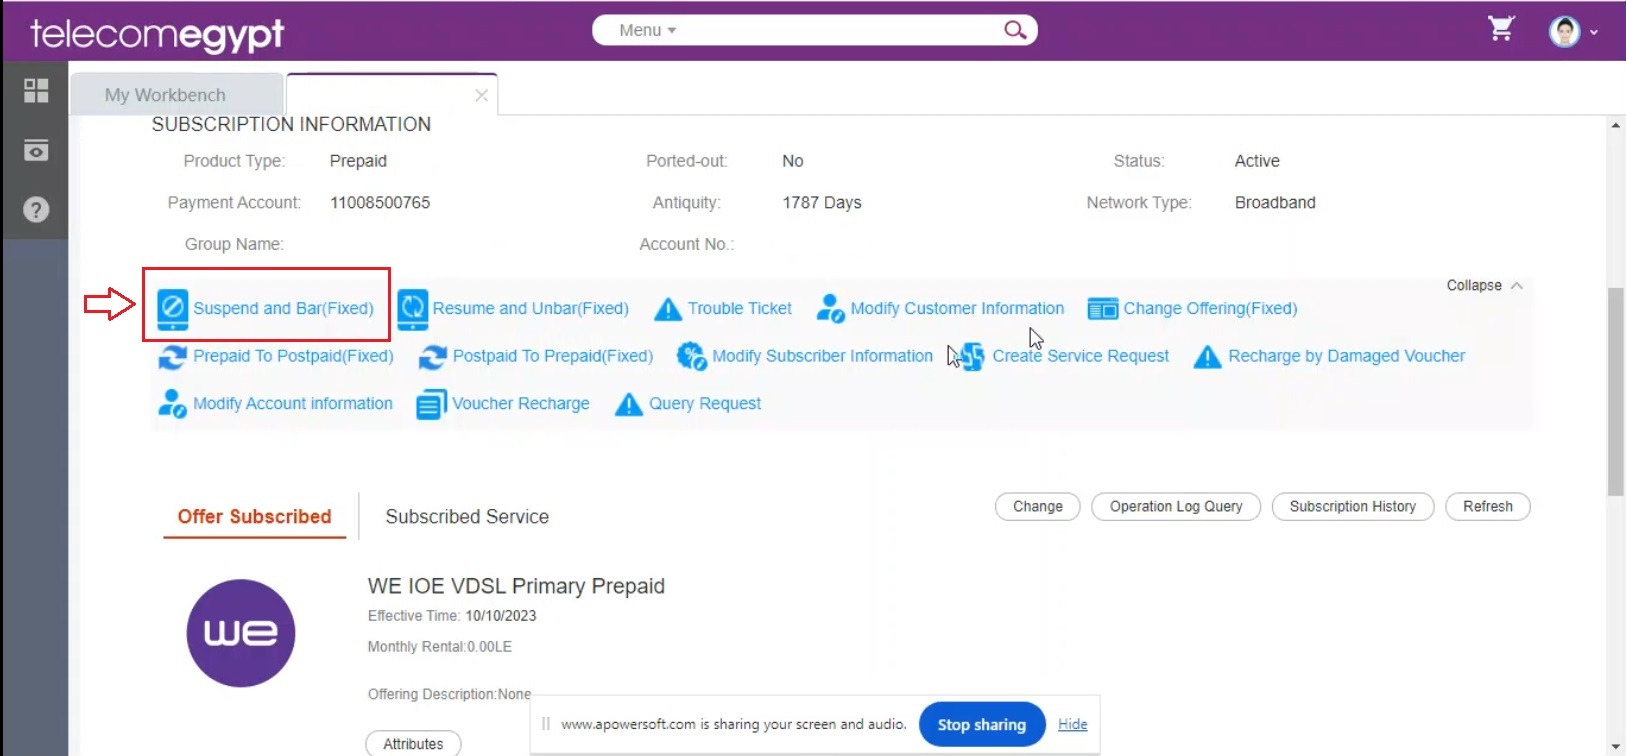 telecomegypt
Menu
My Workbench
SUBSCRIPTION INFORMATION
Product Type: Prepaid Ported-out: No Status: Active
Payment Account: 11008500765 Antiquity: 1787 Days Network Type: Broadband
Group Name: Account No.:
Collapse
Suspend and Bar(Fixed) Resume and Unbar(Fixed) Trouble Ticket Modify Customer Information Change Offering(Fixed)
Prepaid To Postpaid(Fixed) Postpaid To Prepaid(Fixed) Modify Subscriber Information Create Service Request Recharge by Damaged Voucher
Modify Account information Voucher Recharge Query Request
Offer Subscribed Subscribed Service Change Operation Log Query Subscription History Refresh
WE IOE VDSL Primary Prepaid
Effective Time: 10/10/2023
we
Monthly Rental:0.00LE
Offering Description:None
www.apowersoft.com is sharing your screen and audio. Stop sharing Hide
Attributes